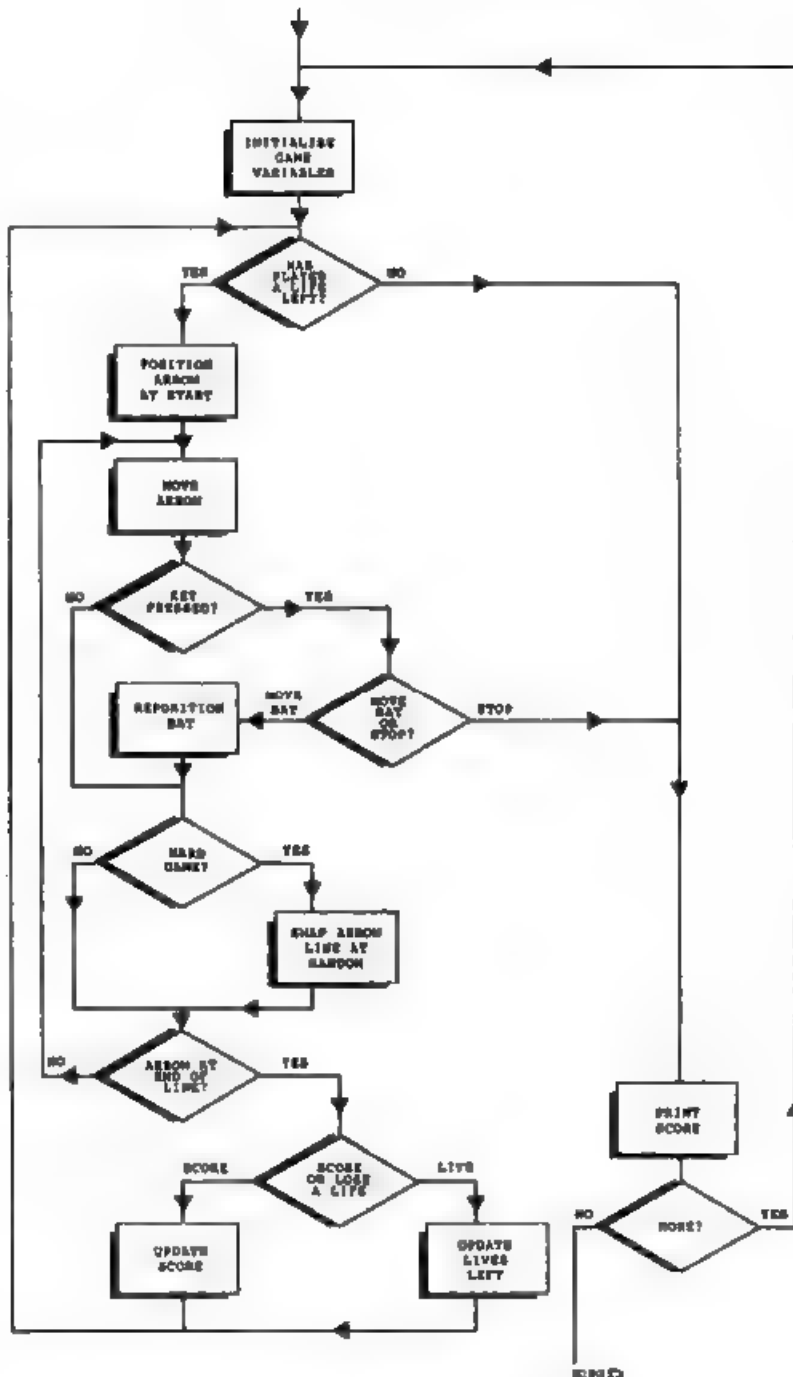 INITIALISE
GAME
VARIABLES
HAS
PLAYER
A LIFE
LEFT?
YES
NO
POSITION
ARROW
AT START
MOVE
ARROW
KEY
PRESSED?
NO
YES
MOVE
BAT
OR
STOP?
MOVE
BAT
STOP
REPOSITION
BAT
HARD
GAME?
NO
YES
SWAP ARROW
LINE AT
RANDOM
ARROW AT
END OF
LINE?
NO
YES
SCORE
OR LOSE
A LIFE
SCORE
LIVE
UPDATE
SCORE
UPDATE
LIVES
LEFT
PRINT
SCORE
MORE?
NO
YES